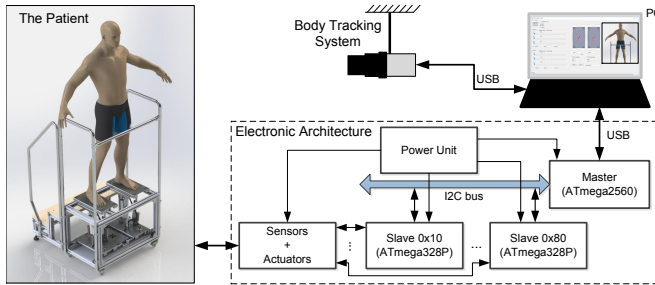 The Patient
Body Tracking
System
USB
USB
Electronic Architecture
Power Unit
I2C bus
Master
(ATmega2560)
Sensors
+
Actuators
Slave 0x10
(ATmega328P)
...
Slave 0x80
(ATmega328P)
...